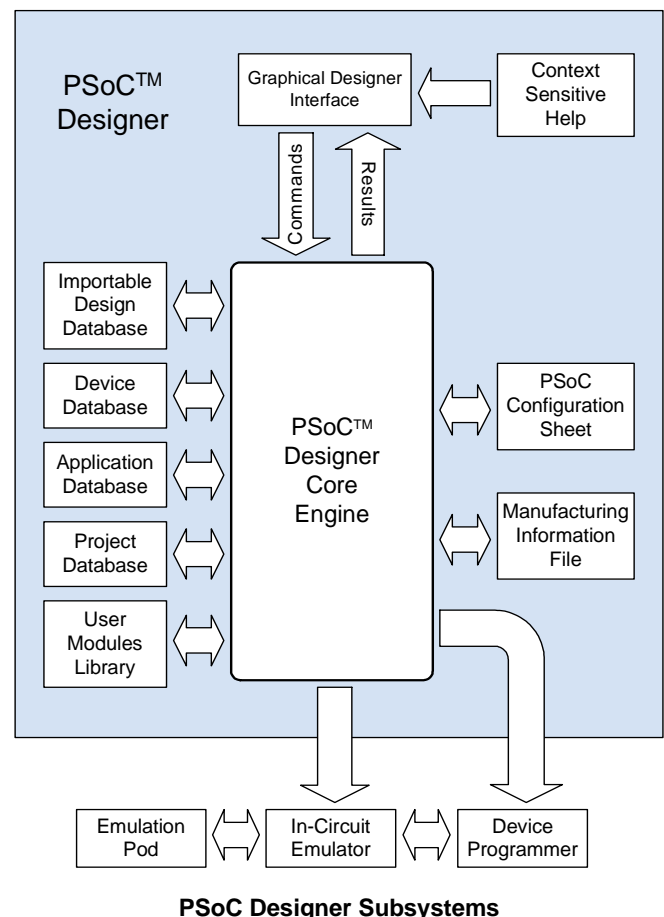 PSoC™
Designer
Graphical Designer
Interface
Context
Sensitive
Help
Commands
Results
Importable
Design
Database
Device
Database
Application
Database
Project
Database
User
Modules
Library
PSoC™
Designer
Core
Engine
PSoC
Configuration
Sheet
Manufacturing
Information
File
Emulation
Pod
In-Circuit
Emulator
Device
Programmer
PSoC Designer Subsystems